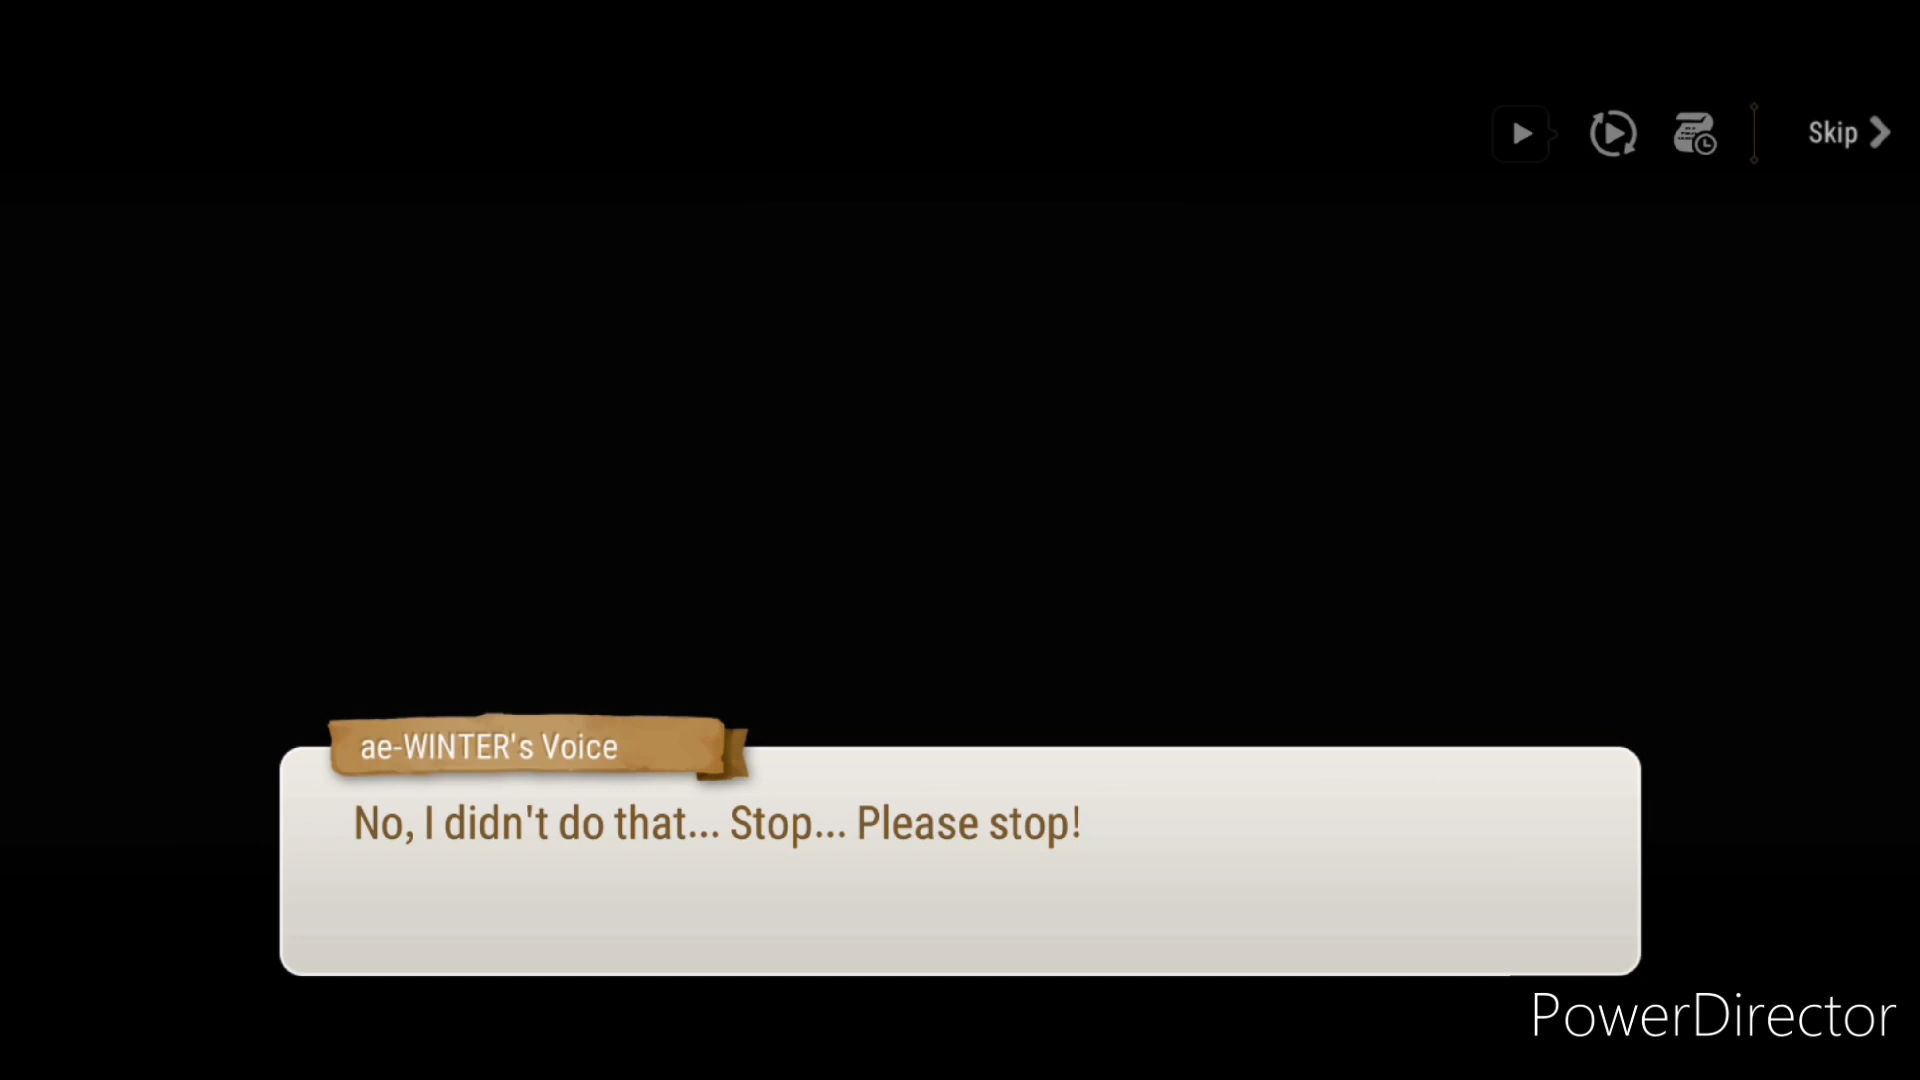 Skip
ae-WINTER's Voice
No, I didn't do that... Stop... Please stop!
PowerDirector